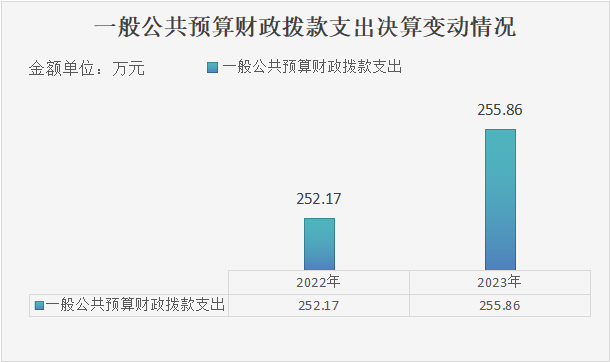 一般公共预算财政拨款支出决算变动情况
金额单位：万元
一般公共预算财政拨款支出
255.86
252.17
2022年 2023年
一般公共预算财政拨款支出 252.17 255.86